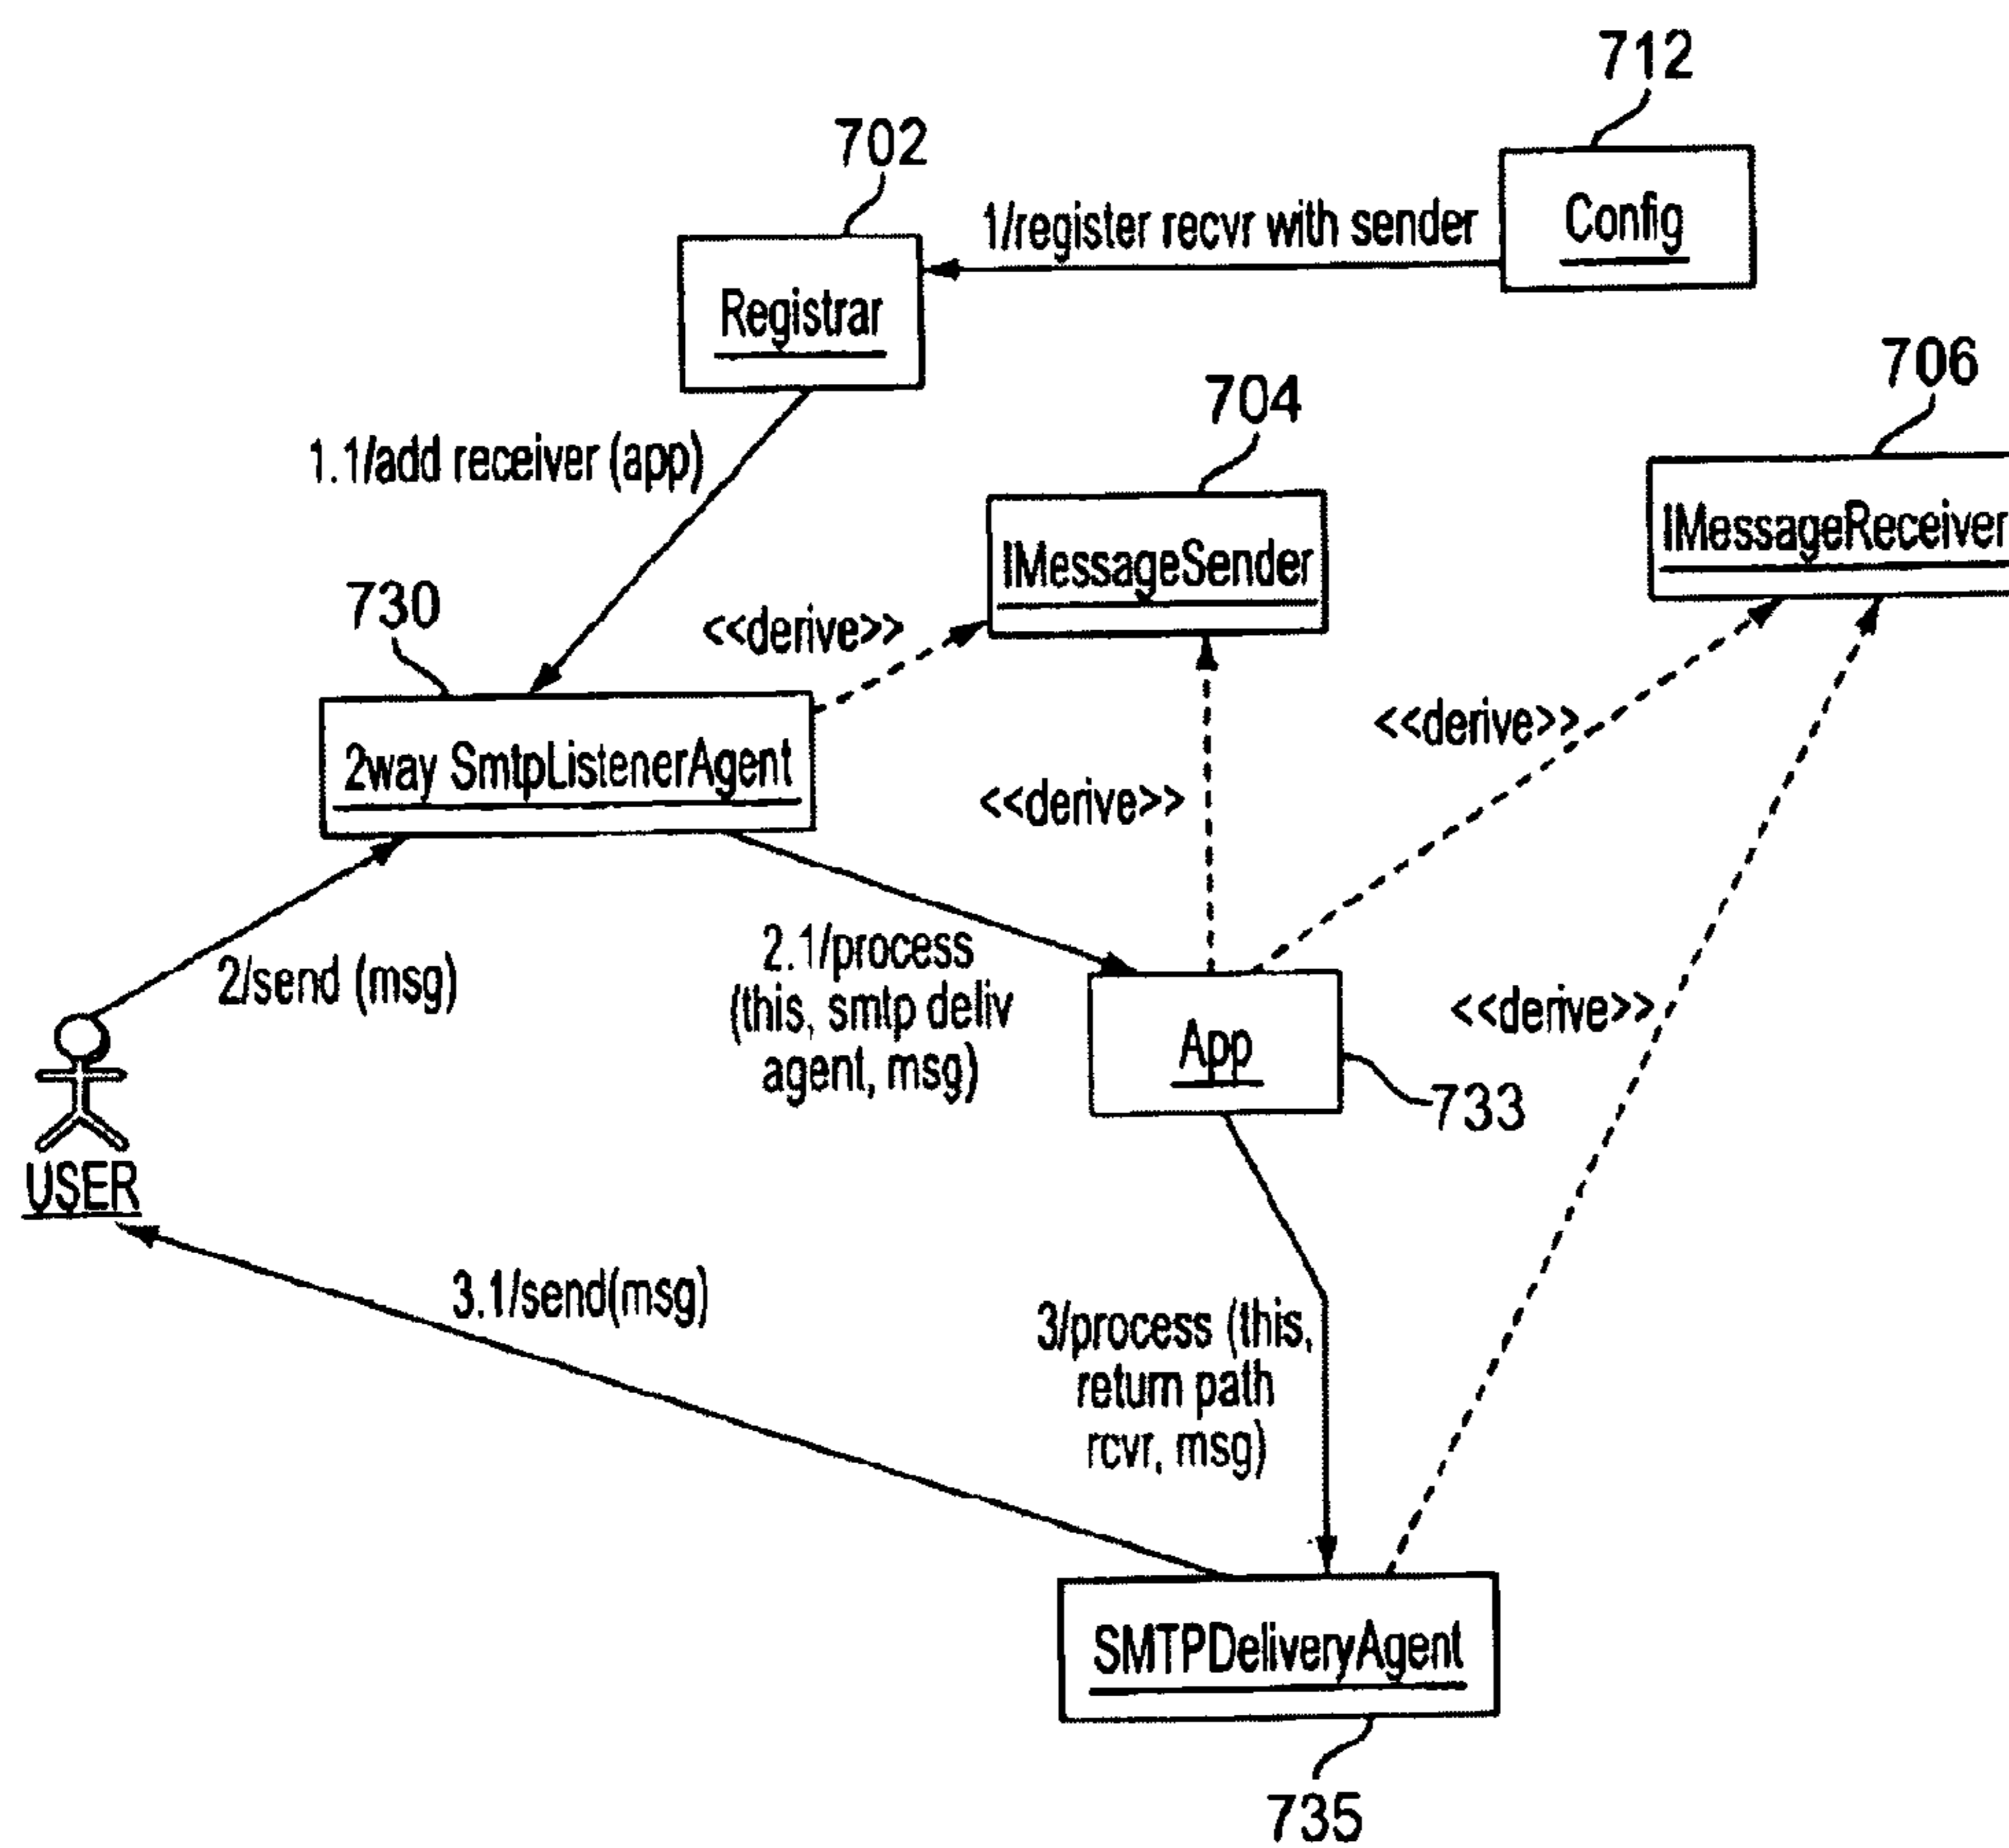 712
702
1/register recvr with sender
Config
Registrar
706
704
1.1/add receiver (app)
IMessageReceiver
IMessageSender
730
<<derive>>
<<derive>>
2way SmtpListenerAgent
<<derive>>
2.1/process
(this, smtp deliv
agent, msg)
2/send (msg)
<<derive>>
App
733
USER
3.1/send(msg)
3/process (this,
return path
rcvr, msg)
SMTPDeliveryAgent
735